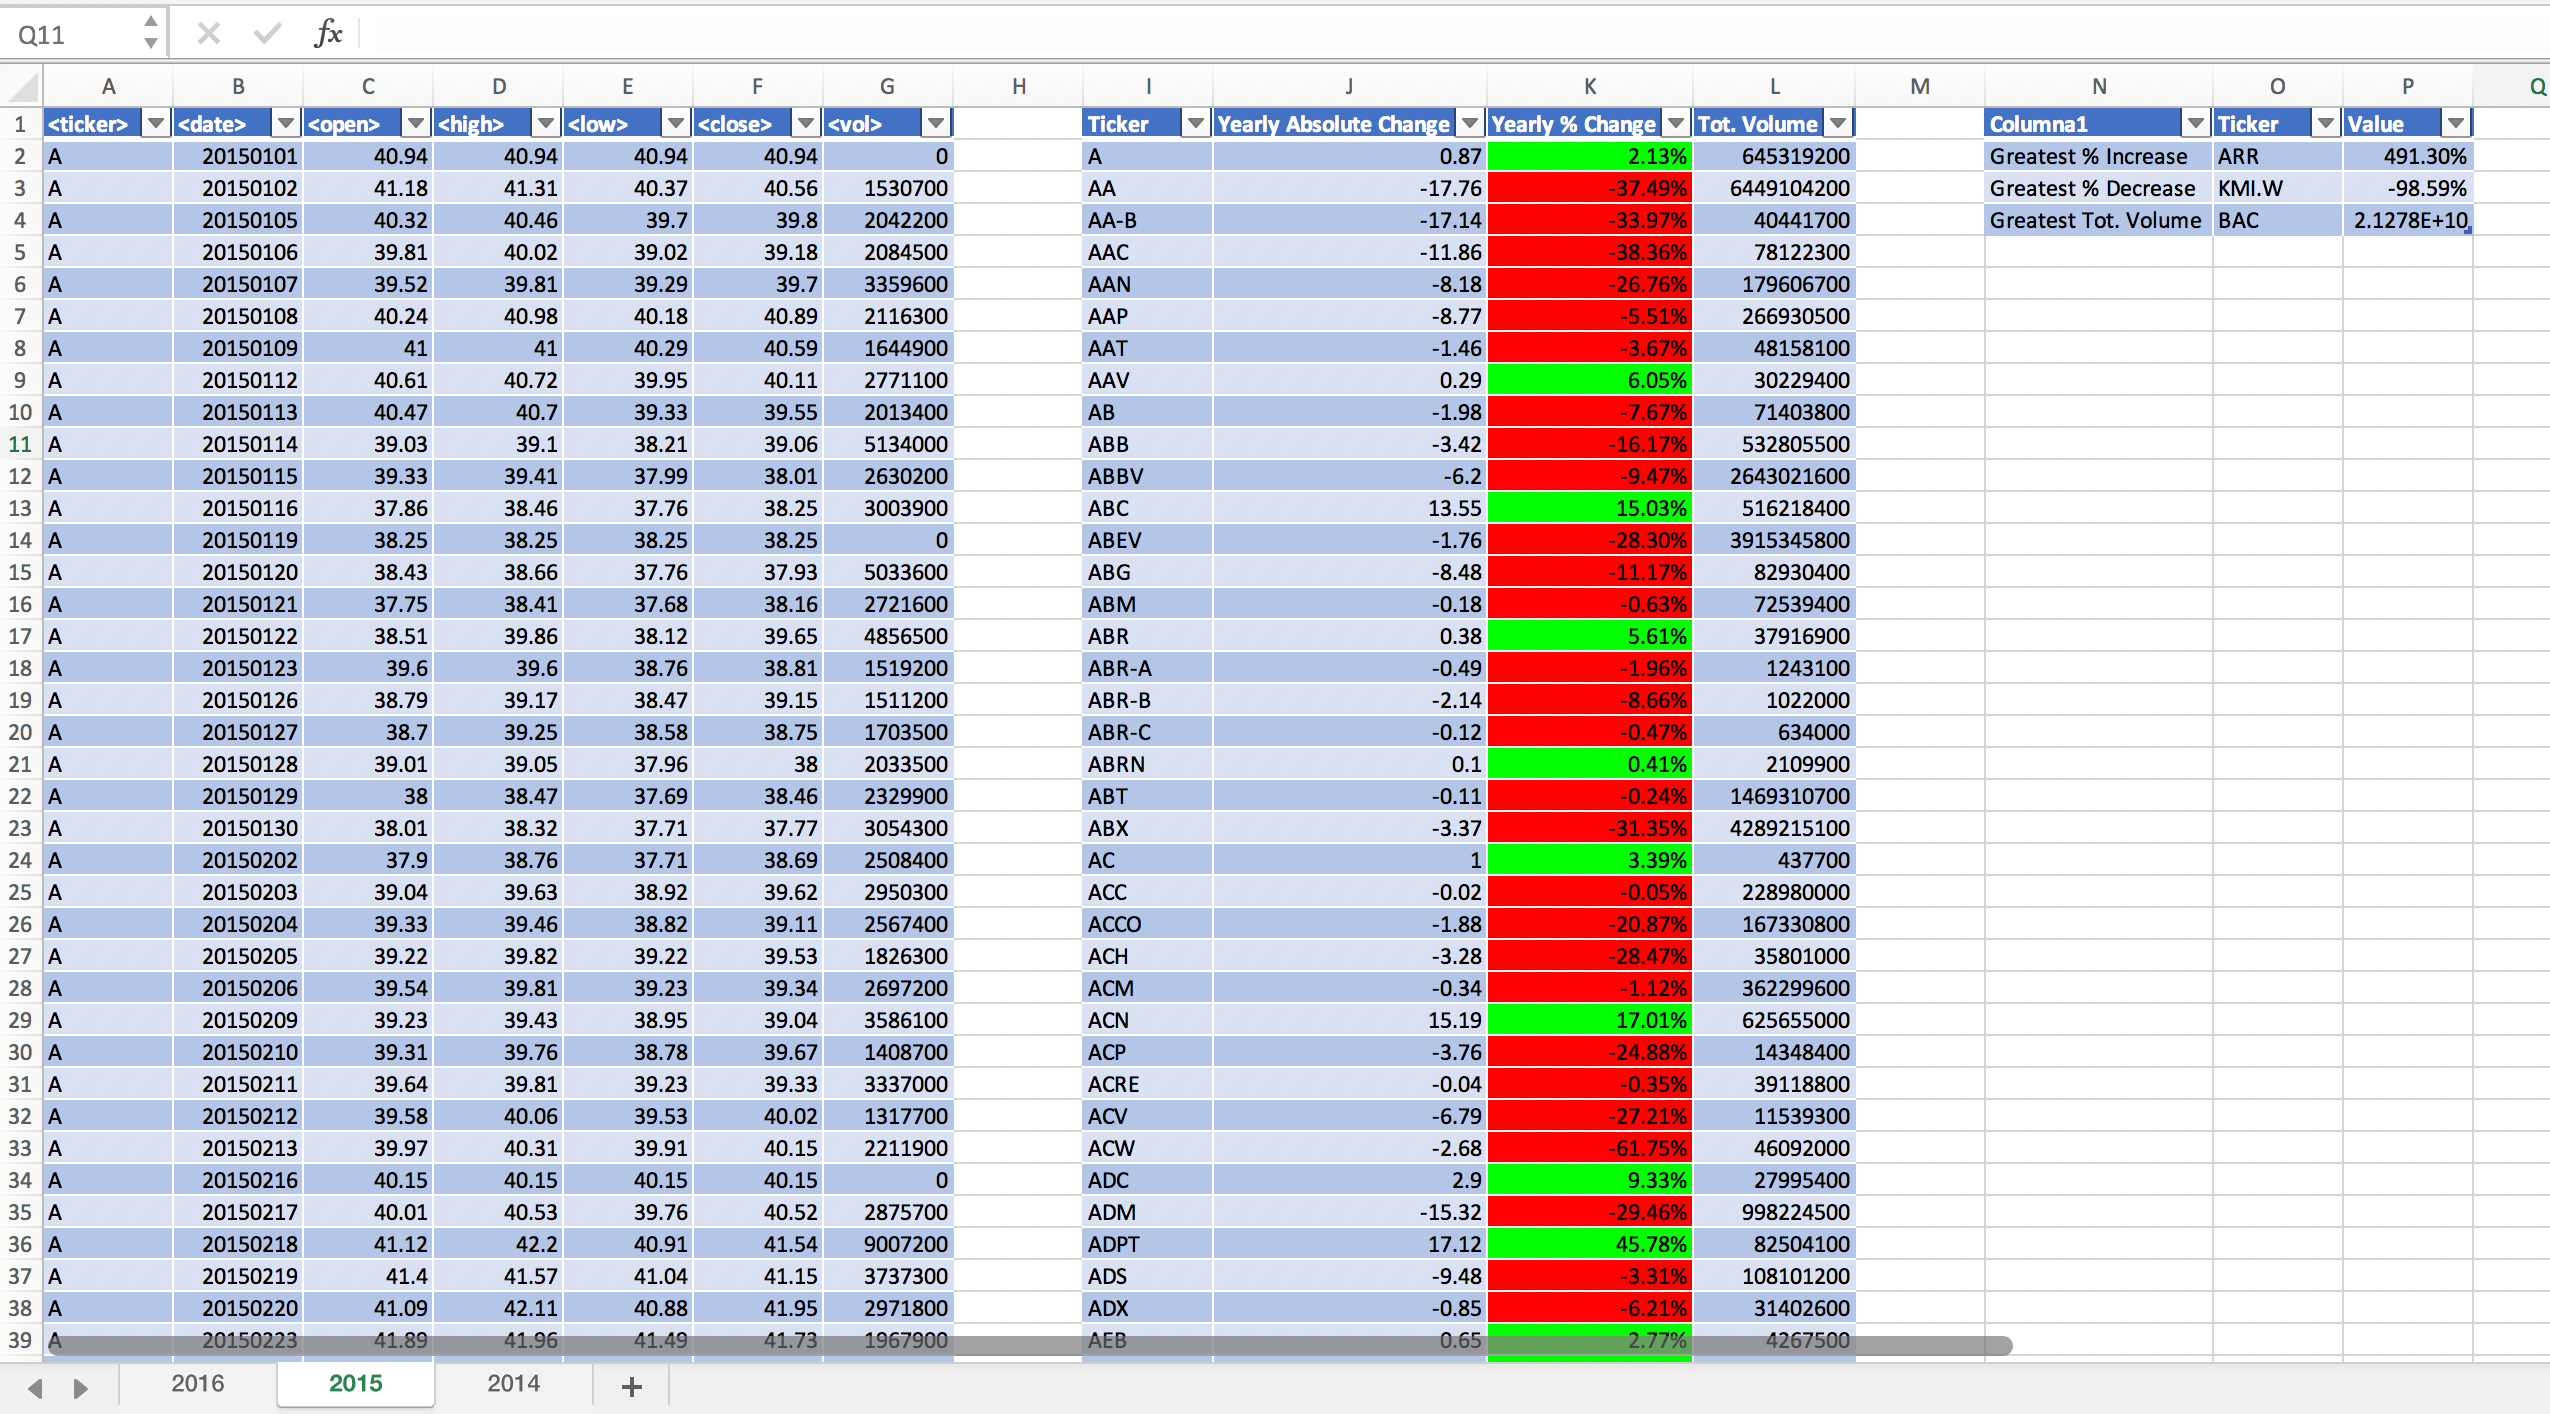 Q11 fx
A B C D E F G H I J K L M N O P Q
1 <ticker> <date> <open> <high> <low> <close> <vol> Ticker Yearly Absolute Change Yearly % Change Tot. Volume Columna1 Ticker Value
2 A 20150101 40.94 40.94 40.94 40.94 0 A 0.87 2.13% 645319200 Greatest % Increase ARR 491.30%
3 A 20150102 41.18 41.31 40.37 40.56 1530700 AA -17.76 -37.49% 6449104200 Greatest % Decrease KMI.W -98.59%
4 A 20150105 40.32 40.46 39.7 39.8 2042200 AA-B -17.14 -33.97% 40441700 Greatest Tot. Volume BAC 2.1278E+10
5 A 20150106 39.81 40.02 39.02 39.18 2084500 AAC -11.86 -38.36% 78122300
6 A 20150107 39.52 39.81 39.29 39.7 3359600 AAN -8.18 -26.76% 179606700
7 A 20150108 40.24 40.98 40.18 40.89 2116300 AAP -8.77 -5.51% 266930500
8 A 20150109 41 41 40.29 40.59 1644900 AAT -1.46 -3.67% 48158100
9 A 20150112 40.61 40.72 39.95 40.11 2771100 AAV 0.29 6.05% 30229400
10 A 20150113 40.47 40.7 39.33 39.55 2013400 AB -1.98 -7.67% 71403800
11 A 20150114 39.03 39.1 38.21 39.06 5134000 ABB -3.42 -16.17% 532805500
12 A 20150115 39.33 39.41 37.99 38.01 2630200 ABBV -6.2 -9.47% 2643021600
13 A 20150116 37.86 38.46 37.76 38.25 3003900 ABC 13.55 15.03% 516218400
14 A 20150119 38.25 38.25 38.25 38.25 0 ABEV -1.76 -28.30% 3915345800
15 A 20150120 38.43 38.66 37.76 37.93 5033600 ABG -8.48 -11.17% 82930400
16 A 20150121 37.75 38.41 37.68 38.16 2721600 ABM -0.18 -0.63% 72539400
17 A 20150122 38.51 39.86 38.12 39.65 4856500 ABR 0.38 5.61% 37916900
18 A 20150123 39.6 39.6 38.76 38.81 1519200 ABR-A -0.49 -1.96% 1243100
19 A 20150126 38.79 39.17 38.47 39.15 1511200 ABR-B -2.14 -8.66% 1022000
20 A 20150127 38.7 39.25 38.58 38.75 1703500 ABR-C -0.12 -0.47% 634000
21 A 20150128 39.01 39.05 37.96 38 2033500 ABRN 0.1 0.41% 2109900
22 A 20150129 38 38.47 37.69 38.46 2329900 ABT -0.11 -0.24% 1469310700
23 A 20150130 38.01 38.32 37.71 37.77 3054300 ABX -3.37 -31.35% 4289215100
24 A 20150202 37.9 38.76 37.71 38.69 2508400 AC 1 3.39% 437700
25 A 20150203 39.04 39.63 38.92 39.62 2950300 ACC -0.02 -0.05% 228980000
26 A 20150204 39.33 39.46 38.82 39.11 2567400 ACCO -1.88 -20.87% 167330800
27 A 20150205 39.22 39.82 39.22 39.53 1826300 ACH -3.28 -28.47% 35801000
28 A 20150206 39.54 39.81 39.23 39.34 2697200 ACM -0.34 -1.12% 362299600
29 A 20150209 39.23 39.43 38.95 39.04 3586100 ACN 15.19 17.01% 625655000
30 A 20150210 39.31 39.76 38.78 39.67 1408700 ACP -3.76 -24.88% 14348400
31 A 20150211 39.64 39.81 39.23 39.33 3337000 ACRE -0.04 -0.35% 39118800
32 A 20150212 39.58 40.06 39.53 40.02 1317700 ACV -6.79 -27.21% 11539300
33 A 20150213 39.97 40.31 39.91 40.15 2211900 ACW -2.68 -61.75% 46092000
34 A 20150216 40.15 40.15 40.15 40.15 0 ADC 2.9 9.33% 27995400
35 A 20150217 40.01 40.53 39.76 40.52 2875700 ADM -15.32 -29.46% 998224500
36 A 20150218 41.12 42.2 40.91 41.54 9007200 ADPT 17.12 45.78% 82504100
37 A 20150219 41.4 41.57 41.04 41.15 3737300 ADS -9.48 -3.31% 108101200
38 A 20150220 41.09 42.11 40.88 41.95 2971800 ADX -0.85 -6.21% 31402600
39 A 20150223 41.89 41.96 41.49 41.73 1967900 AEB 0.65 2.77% 4267500
2016 2015 2014 +